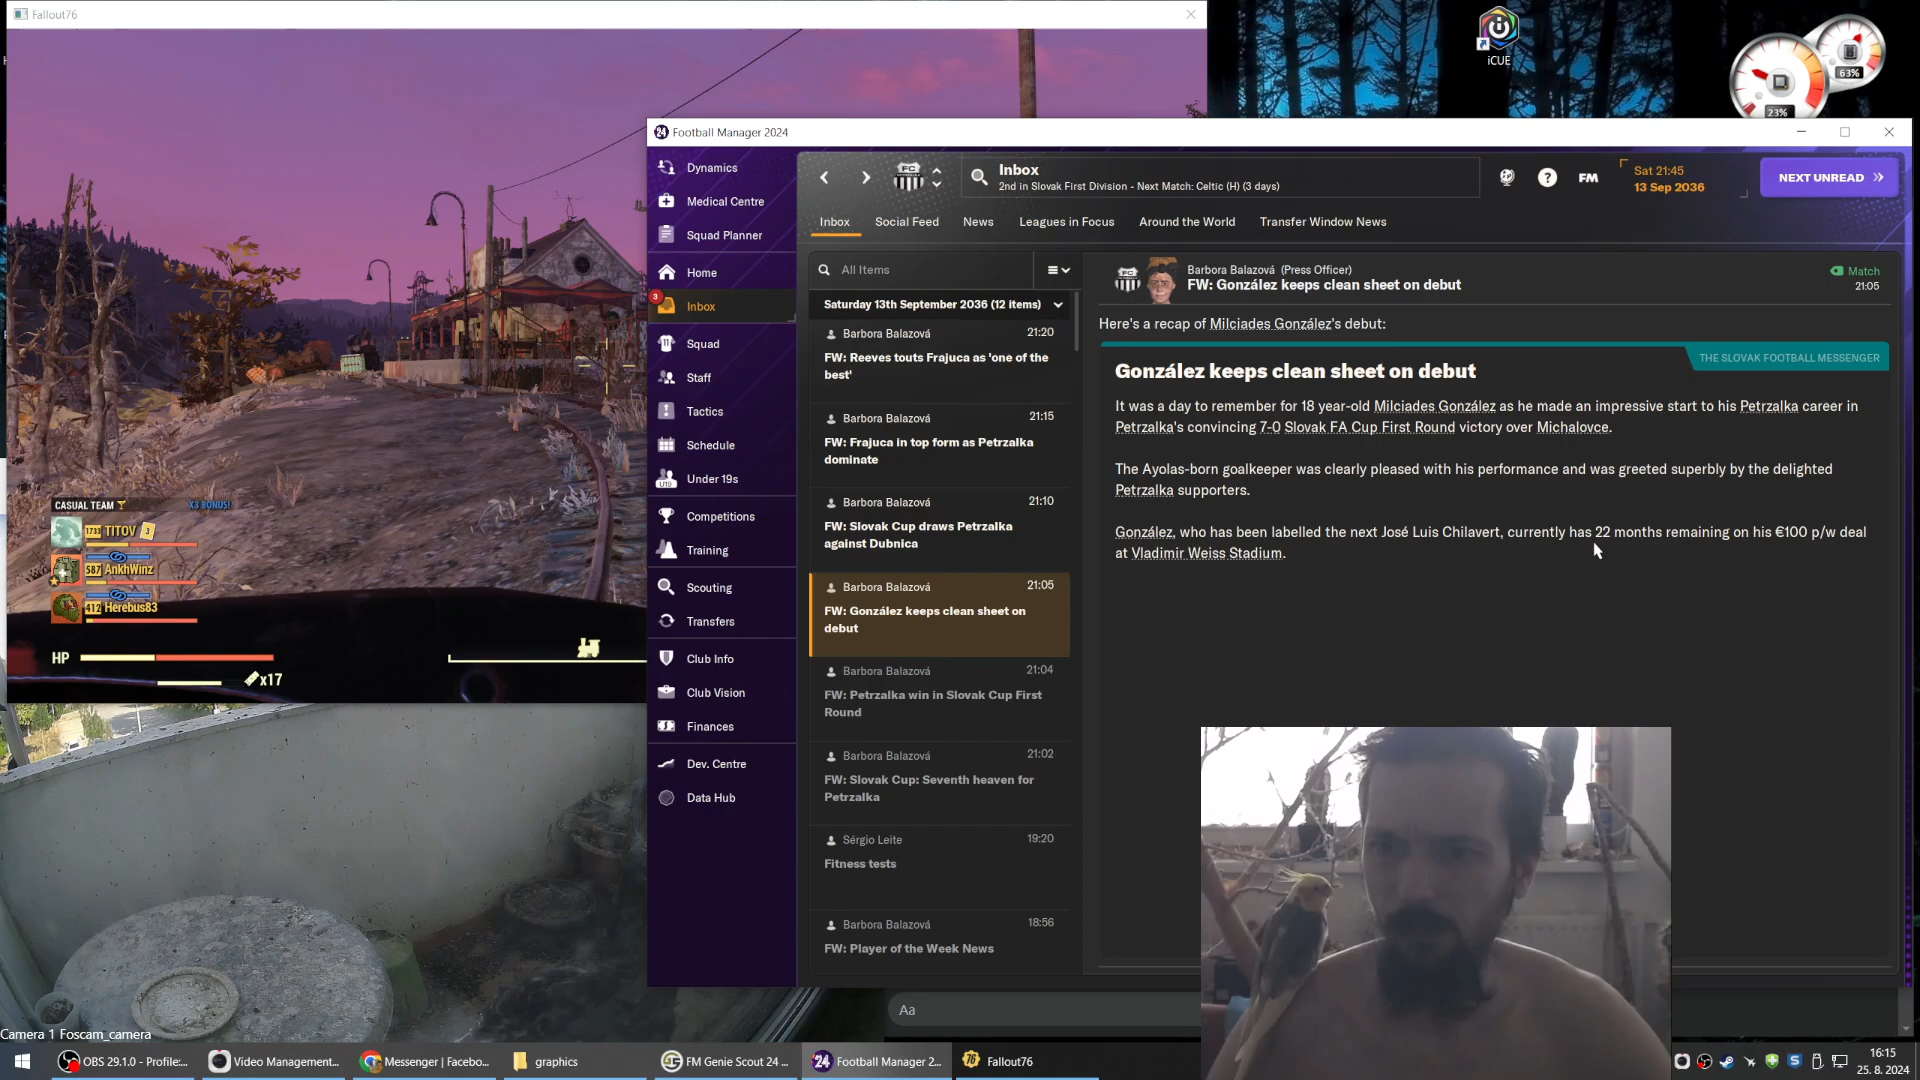 Fallout76
iCUE
63%
23%
CASUAL TEAM
X3 BONUS!
TITOV 3
587 AnkhWinz
412 Herebus83
HP
x17
Camera 1 Foscam_camera
24 Football Manager 2024
Dynamics
Medical Centre
Squad Planner
Home
3
Inbox
Squad
Staff
Tactics
Schedule
Under 19s
Competitions
Training
Scouting
Transfers
Club Info
Club Vision
Finances
Dev. Centre
Data Hub
FC
Inbox
2nd in Slovak First Division - Next Match: Celtic (H) (3 days)
FM
Sat 21:45
13 Sep 2036
NEXT UNREAD
Inbox Social Feed News Leagues in Focus Around the World Transfer Window News
All Items
Saturday 13th September 2036 (12 items)
Barbora Balazová 21:20
FW: Reeves touts Frajuca as 'one of the
best'
Barbora Balazová 21:15
FW: Frajuca in top form as Petrzalka
dominate
Barbora Balazová 21:10
FW: Slovak Cup draws Petrzalka
against Dubnica
Barbora Balazová 21:05
FW: González keeps clean sheet on
debut
Barbora Balazová 21:04
FW: Petrzalka win in Slovak Cup First
Round
Barbora Balazová 21:02
FW: Slovak Cup: Seventh heaven for
Petrzalka
Sérgio Leite 19:20
Fitness tests
Barbora Balazová 18:56
FW: Player of the Week News
Barbora Balazová (Press Officer)
FW: González keeps clean sheet on debut
Match
21:05
Here's a recap of Milciades González's debut:
THE SLOVAK FOOTBALL MESSENGER
González keeps clean sheet on debut
It was a day to remember for 18 year-old Milciades González as he made an impressive start to his Petrzalka career in
Petrzalka's convincing 7-0 Slovak FA Cup First Round victory over Michalovce.
The Ayolas-born goalkeeper was clearly pleased with his performance and was greeted superbly by the delighted
Petrzalka supporters.
González, who has been labelled the next José Luis Chilavert, currently has 22 months remaining on his €100 p/w deal
at Vladimir Weiss Stadium.
Aa
OBS 29.1.0 - Profile:...
Video Management...
Messenger | Facebo...
graphics
FM Genie Scout 24 ...
24 Football Manager 2...
76 Fallout76
16:15
25. 8. 2024